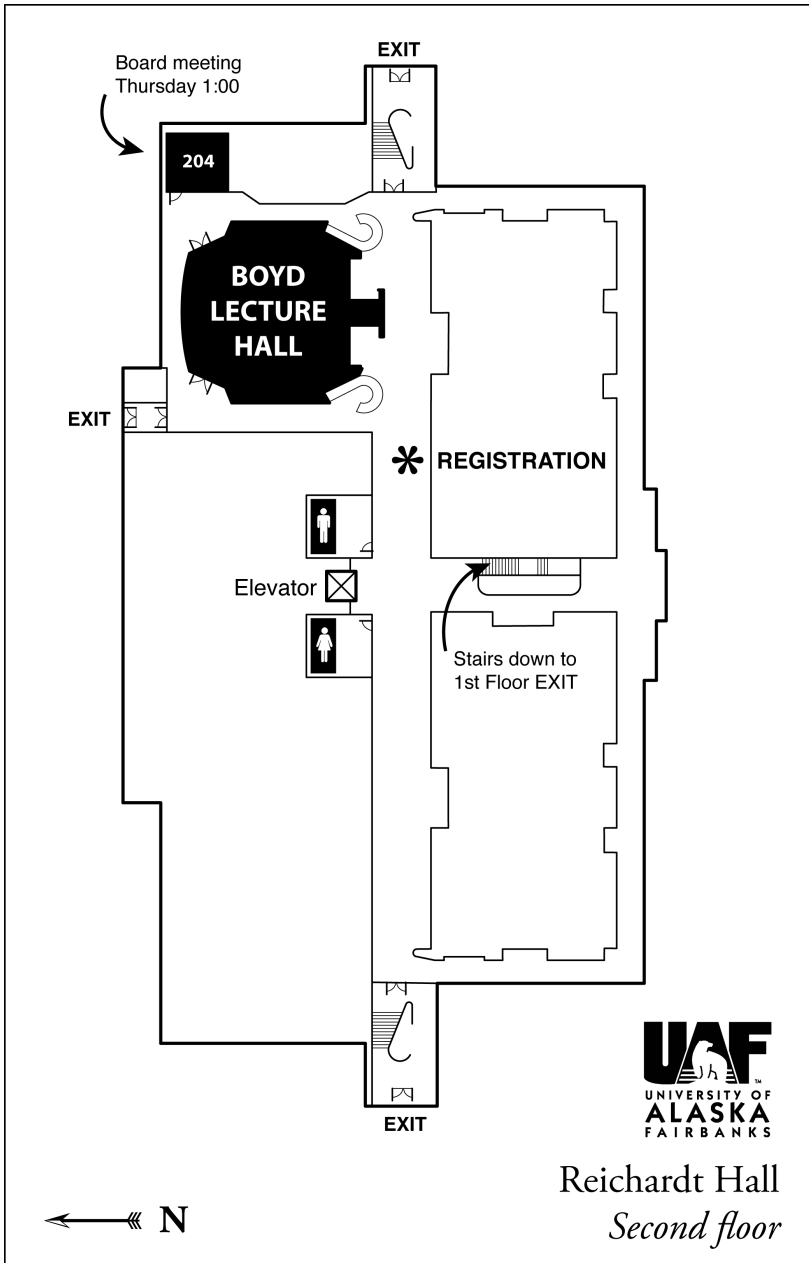 EXIT
Board meeting
Thursday 1:00
204
BOYD
LECTURE
HALL
EXIT
* REGISTRATION
Elevator
Stairs down to
1st Floor EXIT
UAF™
UNIVERSITY OF
ALASKA
FAIRBANKS
EXIT
Reichardt Hall
Second floor
N